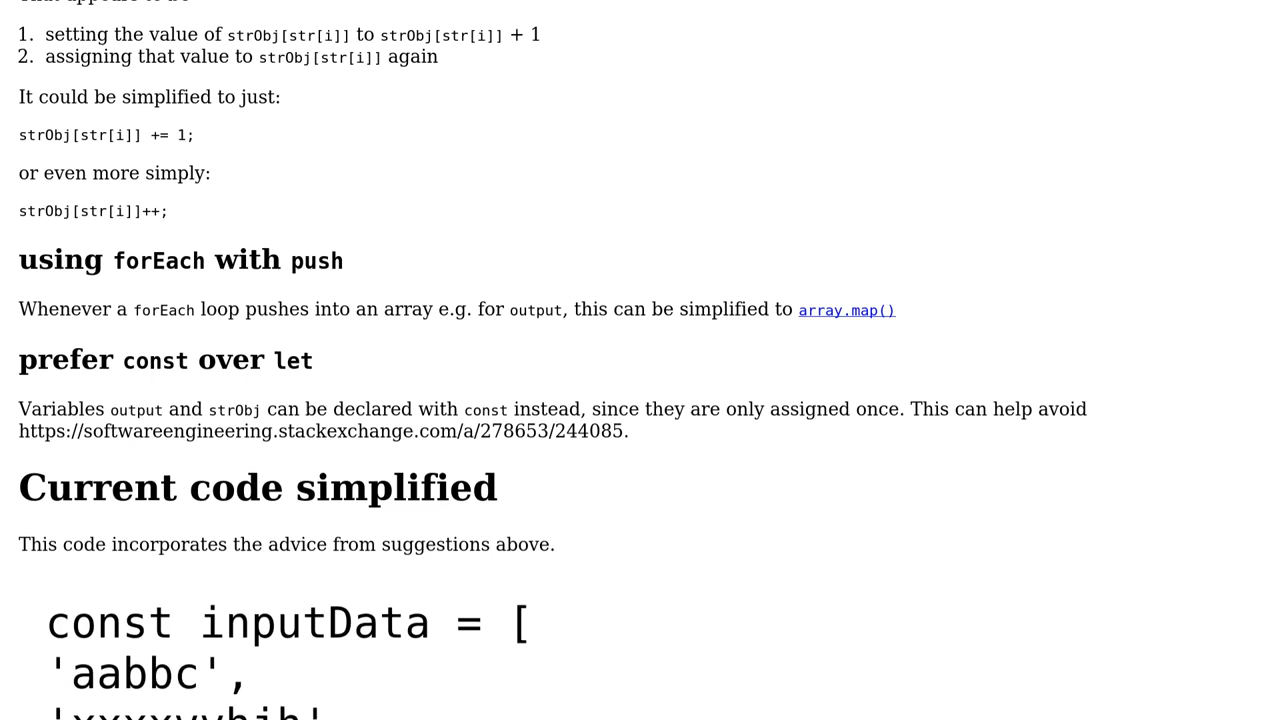 1. setting the value of strObj[str[i]] to strObj[str[i]] + 1
2. assigning that value to strObj[str[i]] again
It could be simplified to just:
strObj[str[i]] += 1;
or even more simply:
strObj[str[i]]++;
using forEach with push
Whenever a forEach loop pushes into an array e.g. for output, this can be simplified to array.map()
prefer const over let
Variables output and strObj can be declared with const instead, since they are only assigned once. This can help avoid
https://softwareengineering.stackexchange.com/a/278653/244085.
Current code simplified
This code incorporates the advice from suggestions above.
const inputData = [
'aabbc',